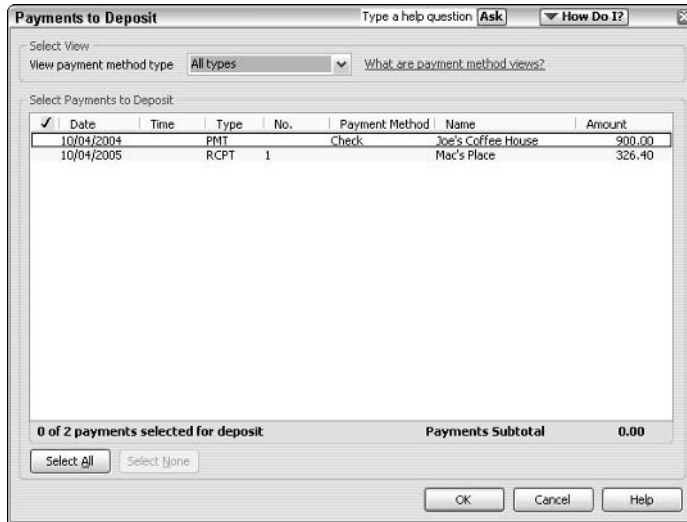 Payments to Deposit Type a help question Ask How Do I?
Select View
View payment method type All types What are payment method views?
Select Payments to Deposit
✓ Date Time Type No. Payment Method Name Amount
10/04/2004 PMT Check Joe's Coffee House 900.00
10/04/2005 RCPT 1 Mac's Place 326.40
0 of 2 payments selected for deposit Payments Subtotal 0.00
Select All Select None
OK Cancel Help